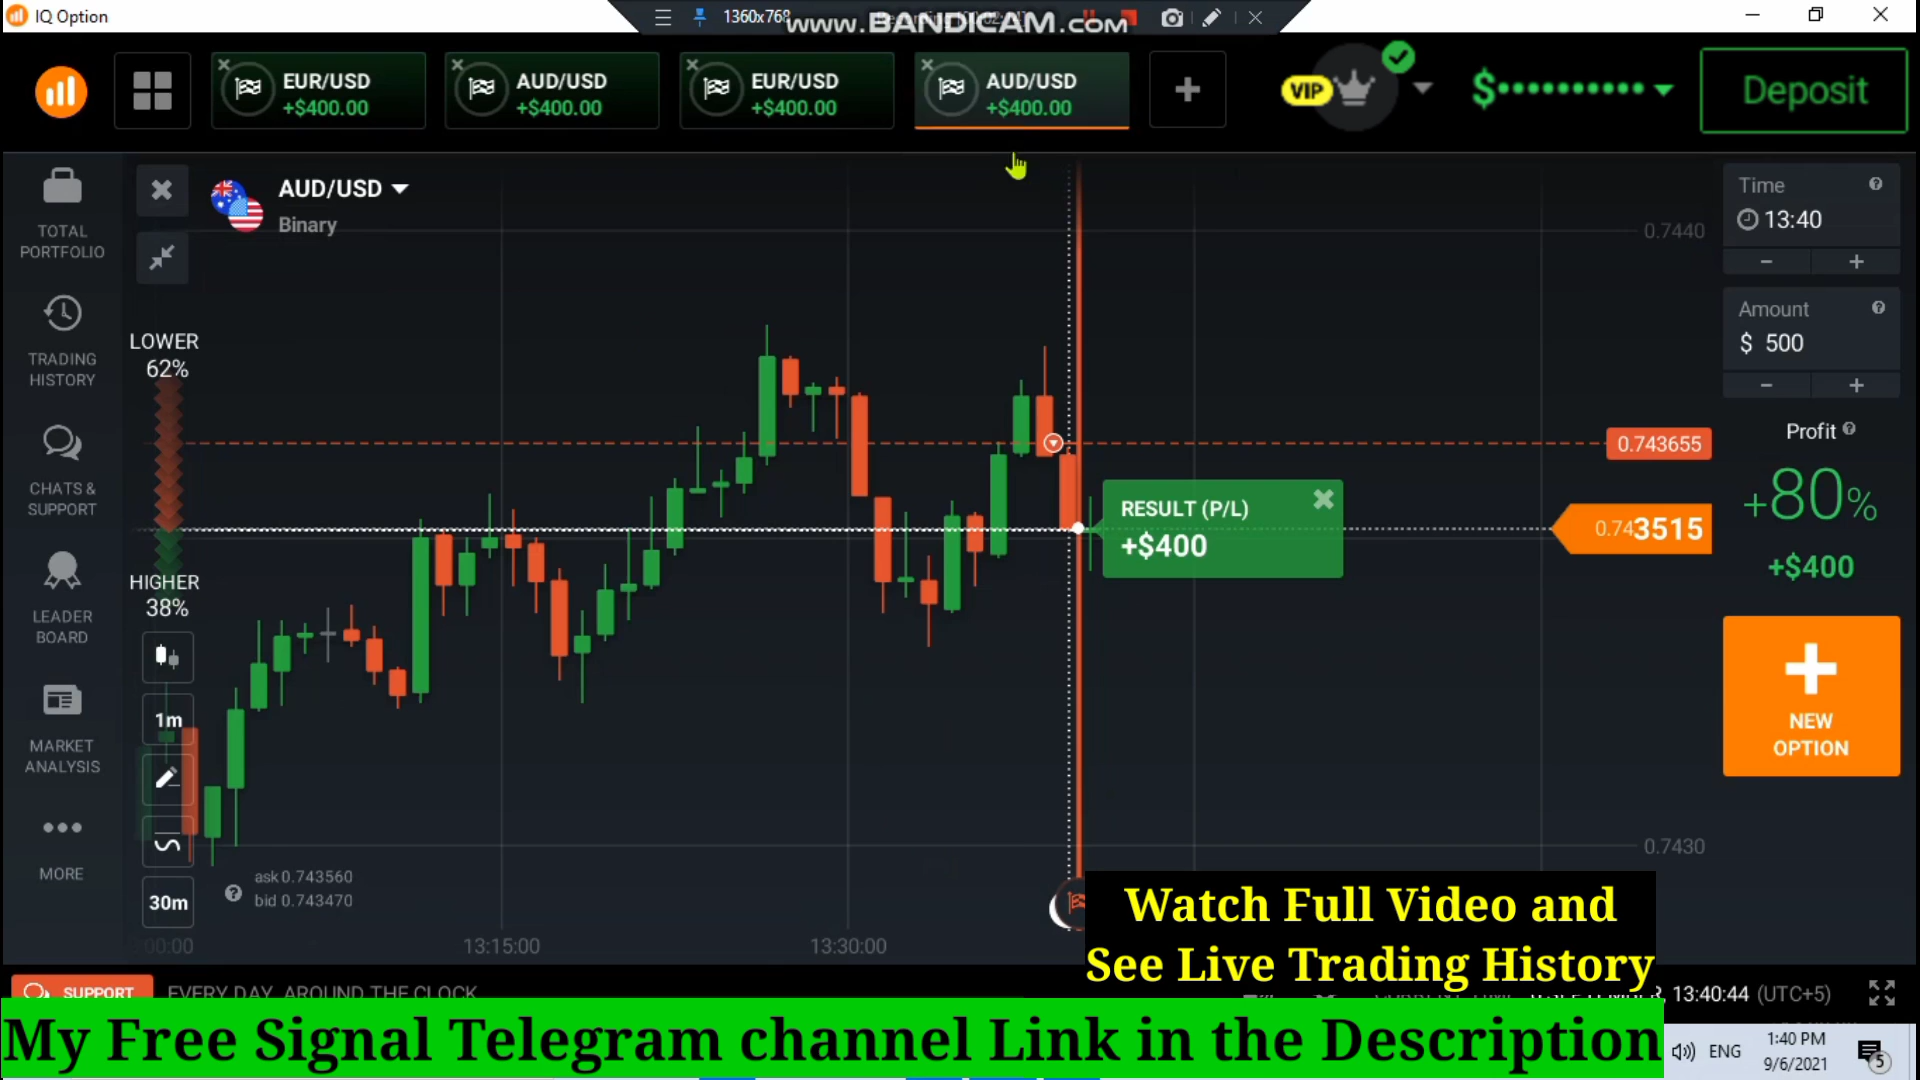 IQ Option
1360x768
www.BANDICAM.com
EUR/USD
+$400.00
AUD/USD
+$400.00
EUR/USD
+$400.00
AUD/USD
+$400.00
VIP
$
Deposit
TOTAL
PORTFOLIO
TRADING
HISTORY
CHATS &
SUPPORT
LEADER
BOARD
MARKET
ANALYSIS
MORE
AUD/USD
Binary
LOWER
62%
HIGHER
38%
1m
30m
ask 0.743560
bid 0.743470
13:15:00
13:30:00
0.7440
0.743655
0.743515
0.7430
RESULT (P/L)
+$400
Time
13:40
Amount
$ 500
Profit
+80%
+$400
NEW
OPTION
Watch Full Video and
See Live Trading History
SUPPORT
EVERY DAY, AROUND THE CLOCK
13:40:44 (UTC+5)
My Free Signal Telegram channel Link in the Description
ENG
1:40 PM
9/6/2021
5